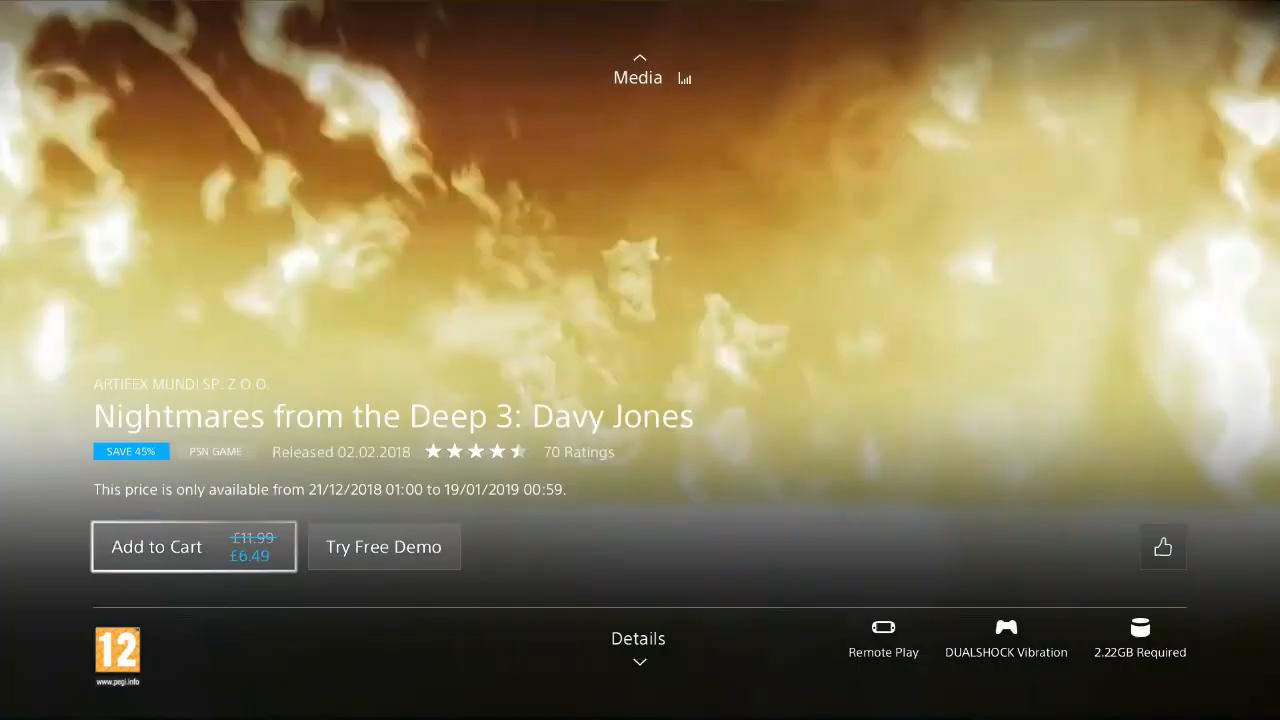 Media
ARTIFEX MUNDI SP. Z O.O.
Nightmares from the Deep 3: Davy Jones
SAVE 45% PSN GAME Released 02.02.2018 70 Ratings
This price is only available from 21/12/2018 01:00 to 19/01/2019 00:59.
Add to Cart £11.99 £6.49 Try Free Demo
12
www.pegi.info
Details
Remote Play DUALSHOCK Vibration 2.22GB Required